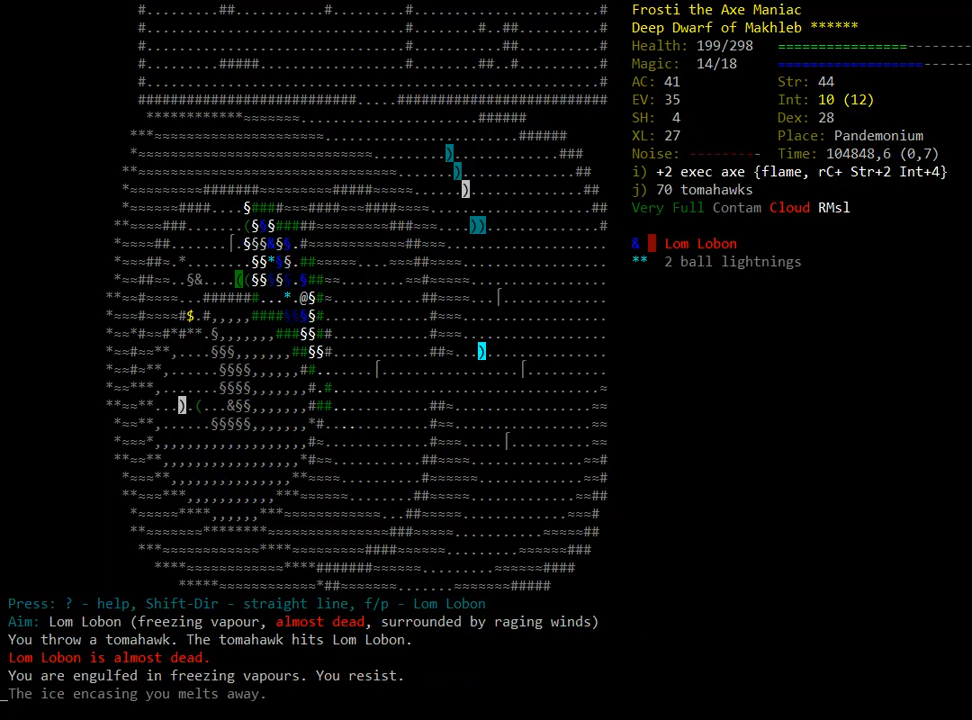 Frosti the Axe Maniac
Deep Dwarf of Makhleb ******
Health: 199/298
Magic: 14/18
AC: 41 Str: 44
EV: 35 Int: 10 (12)
SH: 4 Dex: 28
XL: 27 Place: Pandemonium
Noise: --------- Time: 104848,6 (0,7)
i) +2 exec axe {flame, rC+ Str+2 Int+4}
j) 70 tomahawks
Very Full Contam Cloud RMsl
& Lom Lobon
** 2 ball lightnings
Press: ? - help, Shift-Dir - straight line, f/p - Lom Lobon
Aim: Lom Lobon (freezing vapour, almost dead, surrounded by raging winds)
You throw a tomahawk. The tomahawk hits Lom Lobon.
Lom Lobon is almost dead.
You are engulfed in freezing vapours. You resist.
_The ice encasing you melts away.